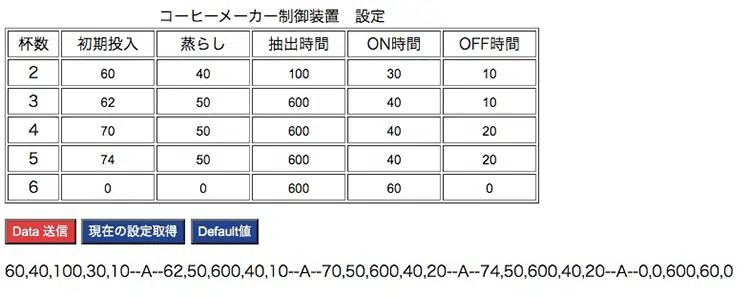 コーヒーメーカー制御装置　設定
杯数 初期投入 蒸らし 抽出時間 ON時間 OFF時間
2 60 40 100 30 10
3 62 50 600 40 10
4 70 50 600 40 20
5 74 50 600 40 20
6 0 0 600 60 0
Data 送信 現在の設定取得 Default値
60,40,100,30,10--A--62,50,600,40,10--A--70,50,600,40,20--A--74,50,600,40,20--A--0,0,600,60,0